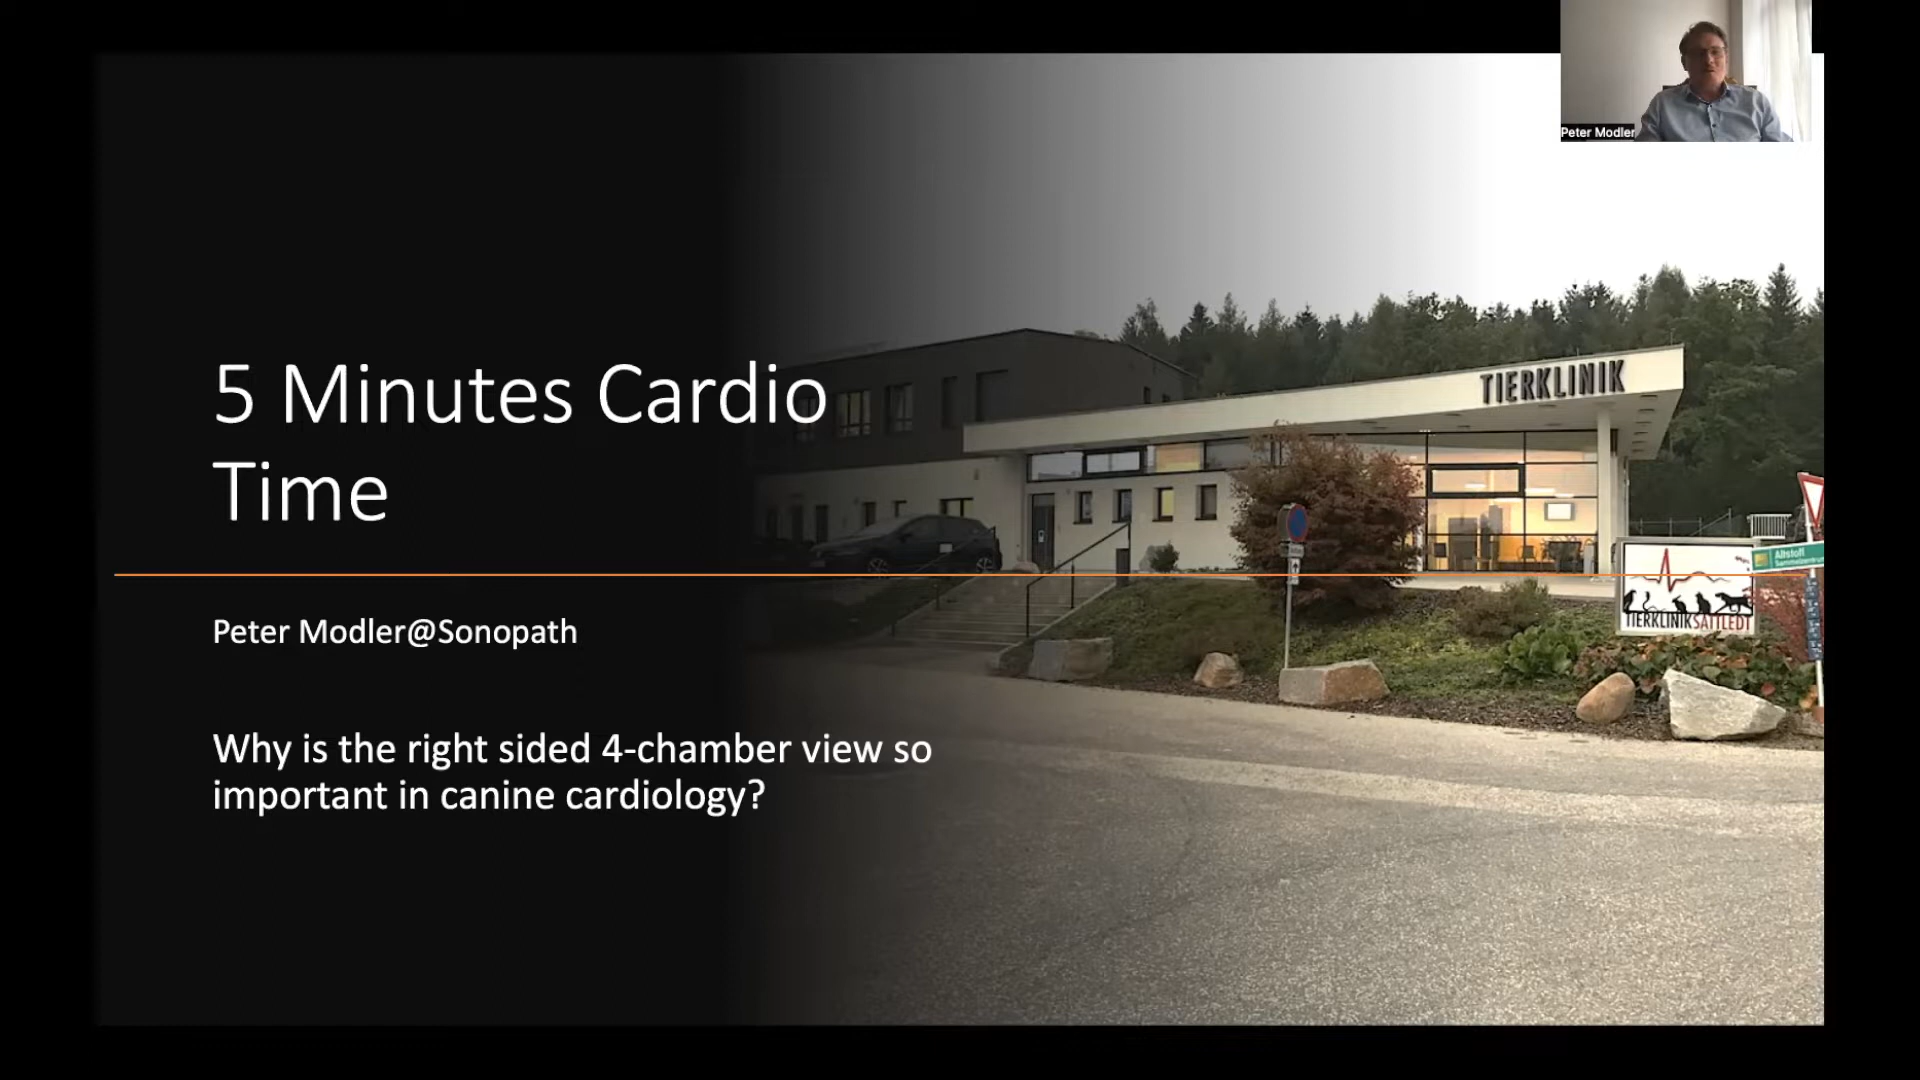 Peter Modler
5 Minutes Cardio
Time
Peter Modler@Sonopath
Why is the right sided 4-chamber view so
important in canine cardiology?
TIERKLINIK
TIERKLINIKSATTLEDT
Altstoff